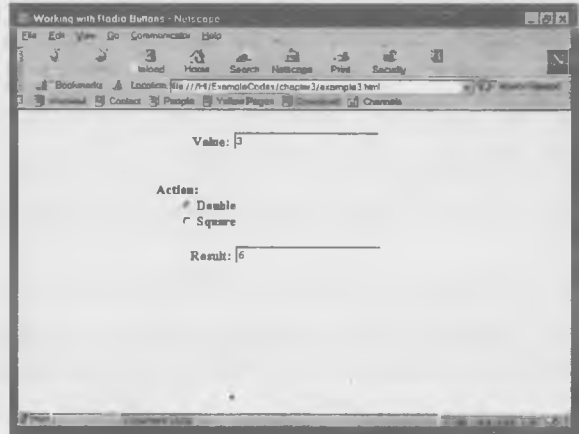 Working with Radio Buttons - Netscape
File Edit View Go Communicator Help
Reload Home Search Netscape Print Security
Bookmarks Location: file:///H|/ExampleCodes/chapter3/example3.html
Contact People Yellow Pages Channels
Value: 3
Action:
Double
Square
Result: 6